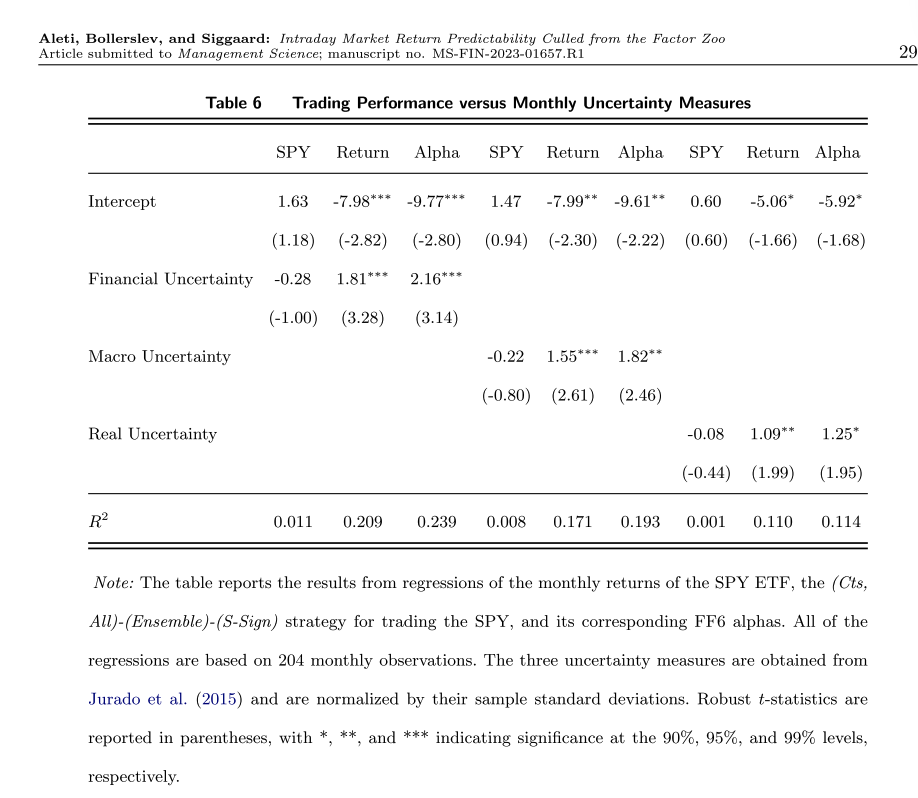 Aleti, Bollerslev, and Siggaard: Intraday Market Return Predictability Culled from the Factor Zoo
Article submitted to Management Science; manuscript no. MS-FIN-2023-01657.R1 29
Table 6 Trading Performance versus Monthly Uncertainty Measures
SPY Return Alpha SPY Return Alpha SPY Return Alpha
Intercept 1.63 -7.98*** -9.77*** 1.47 -7.99** -9.61** 0.60 -5.06* -5.92*
(1.18) (-2.82) (-2.80) (0.94) (-2.30) (-2.22) (0.60) (-1.66) (-1.68)
Financial Uncertainty -0.28 1.81*** 2.16***
(-1.00) (3.28) (3.14)
Macro Uncertainty -0.22 1.55*** 1.82**
(-0.80) (2.61) (2.46)
Real Uncertainty -0.08 1.09** 1.25*
(-0.44) (1.99) (1.95)
R² 0.011 0.209 0.239 0.008 0.171 0.193 0.001 0.110 0.114
Note: The table reports the results from regressions of the monthly returns of the SPY ETF, the (Cts,
All)-(Ensemble)-(S-Sign) strategy for trading the SPY, and its corresponding FF6 alphas. All of the
regressions are based on 204 monthly observations. The three uncertainty measures are obtained from
Jurado et al. (2015) and are normalized by their sample standard deviations. Robust t-statistics are
reported in parentheses, with *, **, and *** indicating significance at the 90%, 95%, and 99% levels,
respectively.